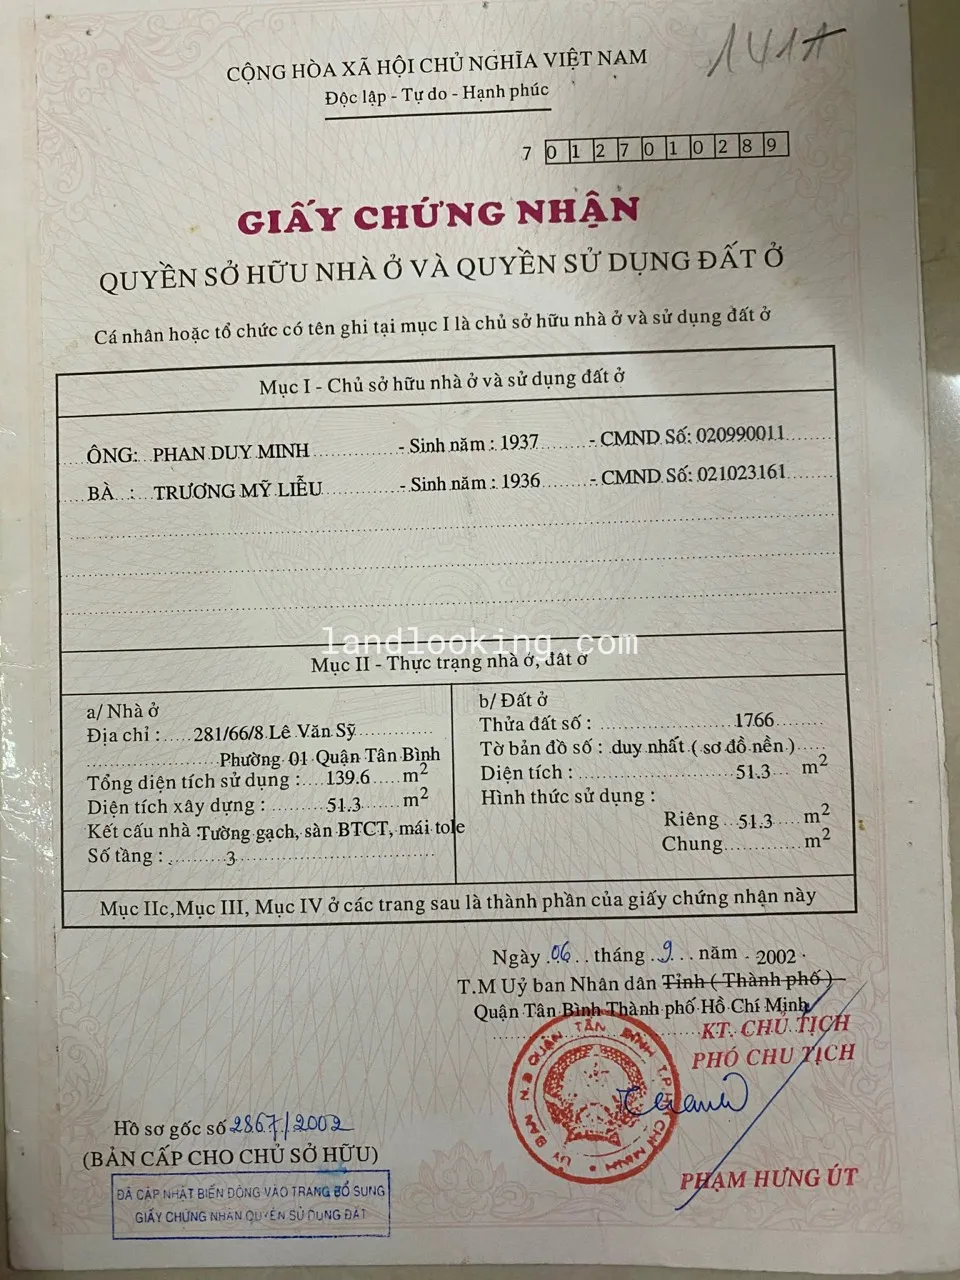 141A
CỘNG HÒA XÃ HỘI CHỦ NGHĨA VIỆT NAM
Độc lập - Tự do - Hạnh phúc
7 0127010289
GIẤY CHỨNG NHẬN
QUYỀN SỞ HỮU NHÀ Ở VÀ QUYỀN SỬ DỤNG ĐẤT Ở
Cá nhân hoặc tổ chức có tên ghi tại mục I là chủ sở hữu nhà ở và sử dụng đất ở
Mục I - Chủ sở hữu nhà ở và sử dụng đất ở
ÔNG: PHAN DUY MINH - Sinh năm : 1937 - CMND Số: 020990011
BÀ : TRƯƠNG MỸ LIỄU - Sinh năm : 1936 - CMND Số: 021023161
landlooking.com
Mục II - Thực trạng nhà ở, đất ở
a/ Nhà ở
Địa chỉ : 281/66/8 Lê Văn Sỹ
Phường 01 Quận Tân Bình
Tổng diện tích sử dụng : 139.6 m2
Diện tích xây dựng : 51.3 m2
Kết cấu nhà :Tường gạch, sàn BTCT, mái tole
Số tầng : 3
b/ Đất ở
Thửa đất số : 1766
Tờ bản đồ số : duy nhất ( sơ đồ nền )
Diện tích : 51.3 m2
Hình thức sử dụng :
Riêng 51.3 m2
Chung m2
Mục IIc,Mục III, Mục IV ở các trang sau là thành phần của giấy chứng nhận này
Ngày 06 tháng 9 năm 2002
T.M Uỷ ban Nhân dân Tỉnh ( Thành phố )
Quận Tân Bình Thành phố Hồ Chí Minh
KT. CHỦ TỊCH
PHÓ CHỦ TỊCH
ỦY BAN N.D QUẬN TÂN BÌNH T.P HỒ CHÍ MINH
PHẠM HƯNG ÚT
Hồ sơ gốc số 2867/2002
(BẢN CẤP CHO CHỦ SỞ HỮU)
ĐÃ CẬP NHẬT BIẾN ĐỘNG VÀO TRANG BỔ SUNG
GIẤY CHỨNG NHẬN QUYỀN SỬ DỤNG ĐẤT